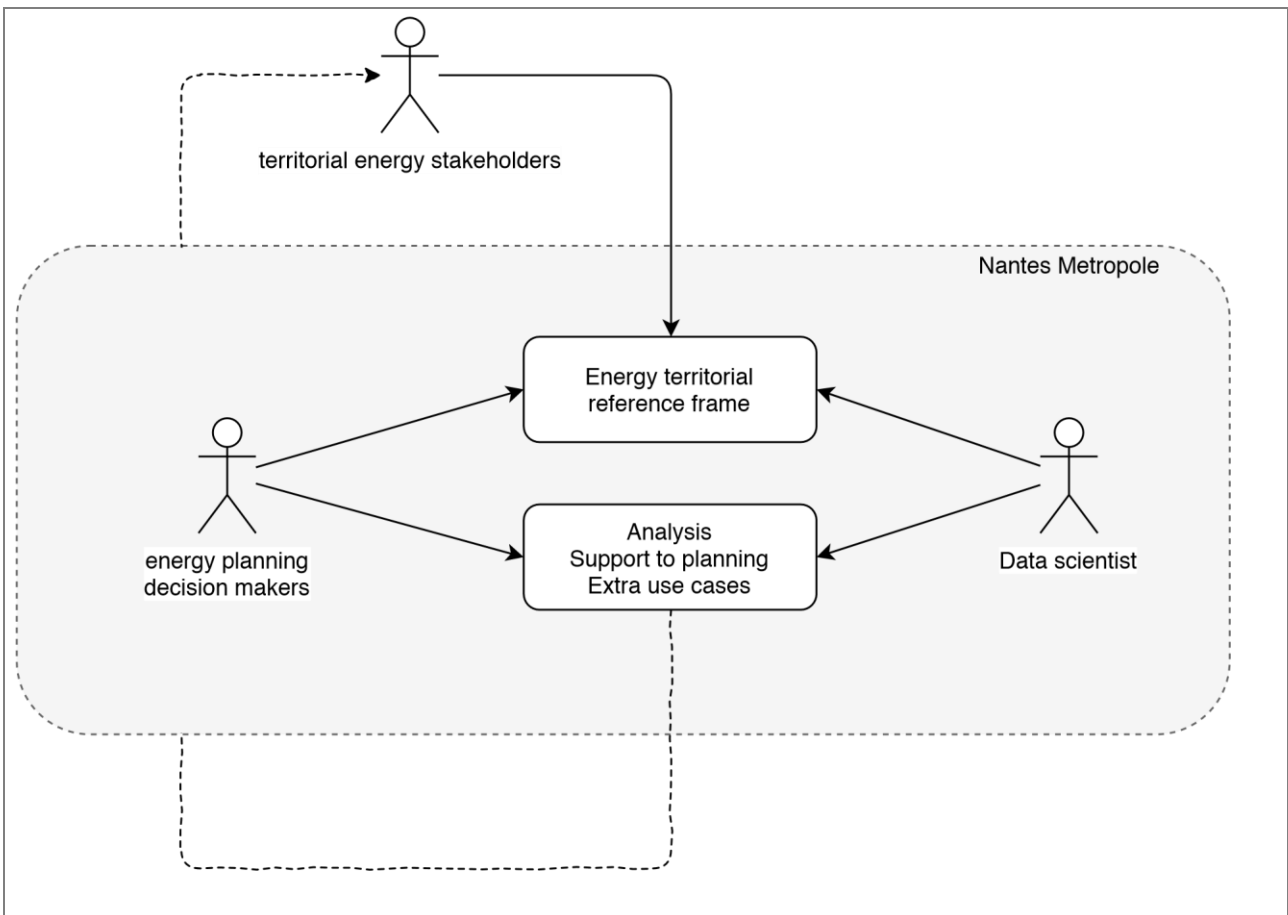 territorial energy stakeholders
Nantes Metropole
Energy territorial
reference frame
energy planning
decision makers
Analysis
Support to planning
Extra use cases
Data scientist